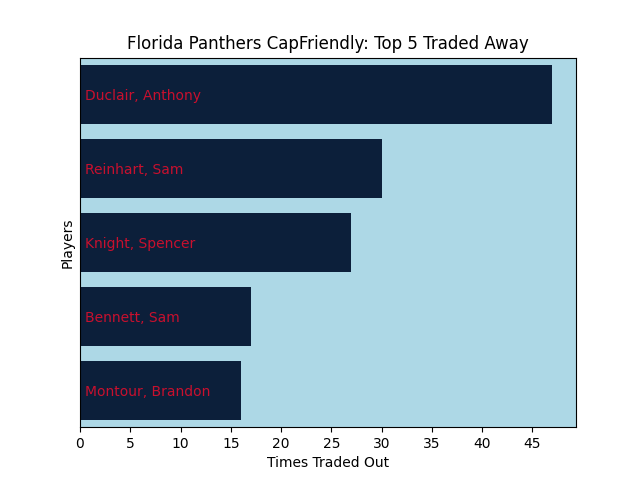 Florida Panthers CapFriendly: Top 5 Traded Away
Players
Duclair, Anthony
Reinhart, Sam
Knight, Spencer
Bennett, Sam
Montour, Brandon
0 5 10 15 20 25 30 35 40 45
Times Traded Out